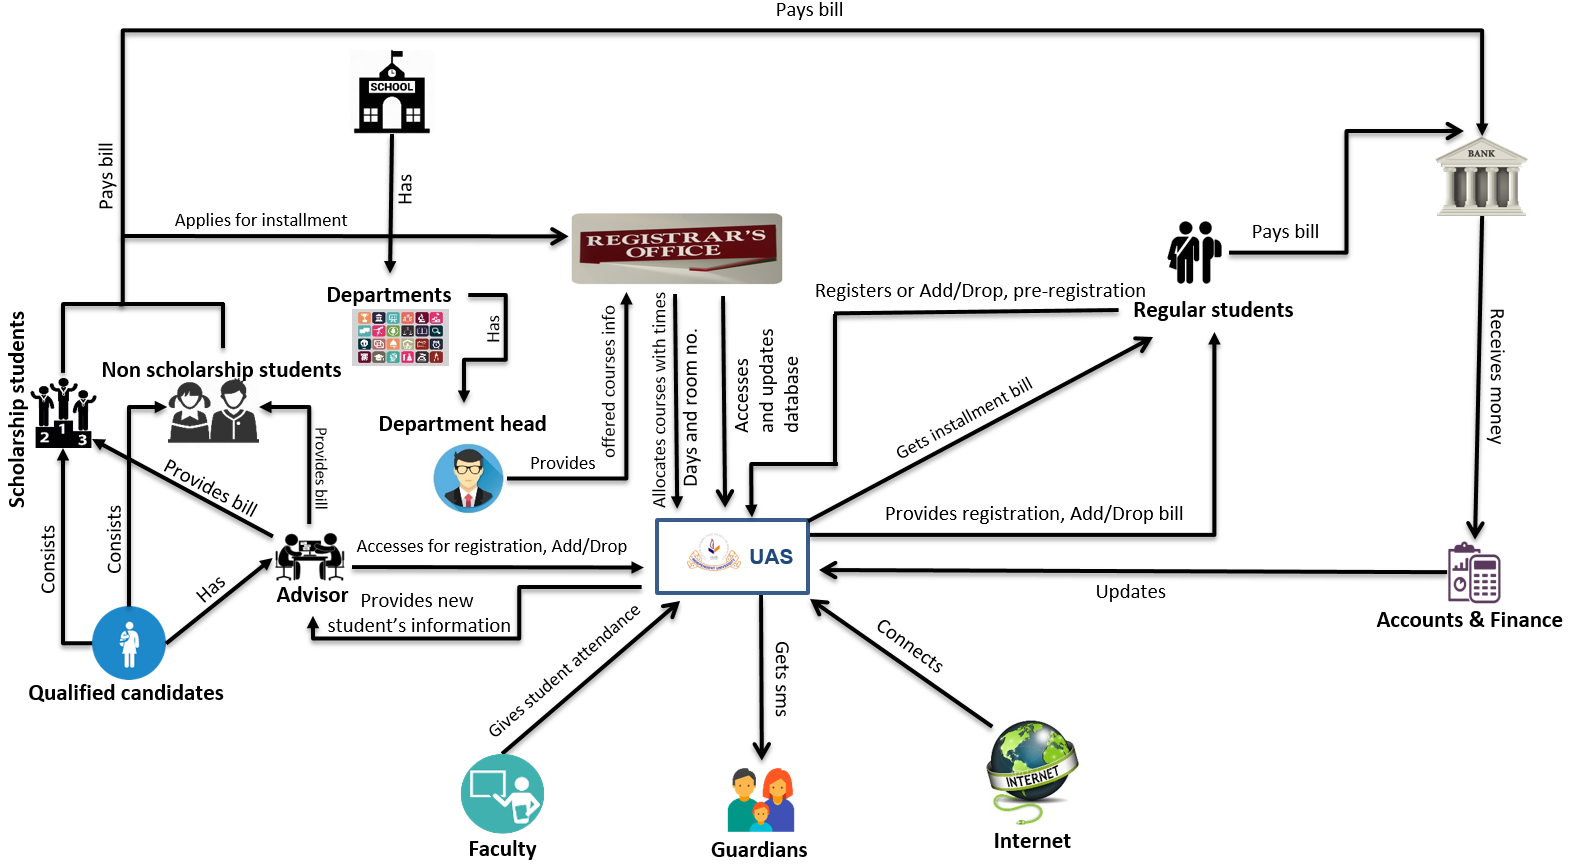 Pays bill
SCHOOL
BANK
Pays bill
Has
Applies for installment
REGISTRAR'S
OFFICE
Pays bill
Departments
Registers or Add/Drop, pre-registration
Regular students
Has
offered courses info
Allocates courses with times
Days and room no.
Accesses
and updates
database
Receives money
Scholarship students
Non scholarship students
2 1 3
Department head
Provides
Gets installment bill
Provides bill
Provides bill
Consists
Consists
Has
Advisor
Accesses for registration, Add/Drop
Provides new
student's information
UAS
Provides registration, Add/Drop bill
Updates
Accounts & Finance
Qualified candidates
Gives student attendance
Gets sms
Connects
INTERNET
Faculty
Guardians
Internet